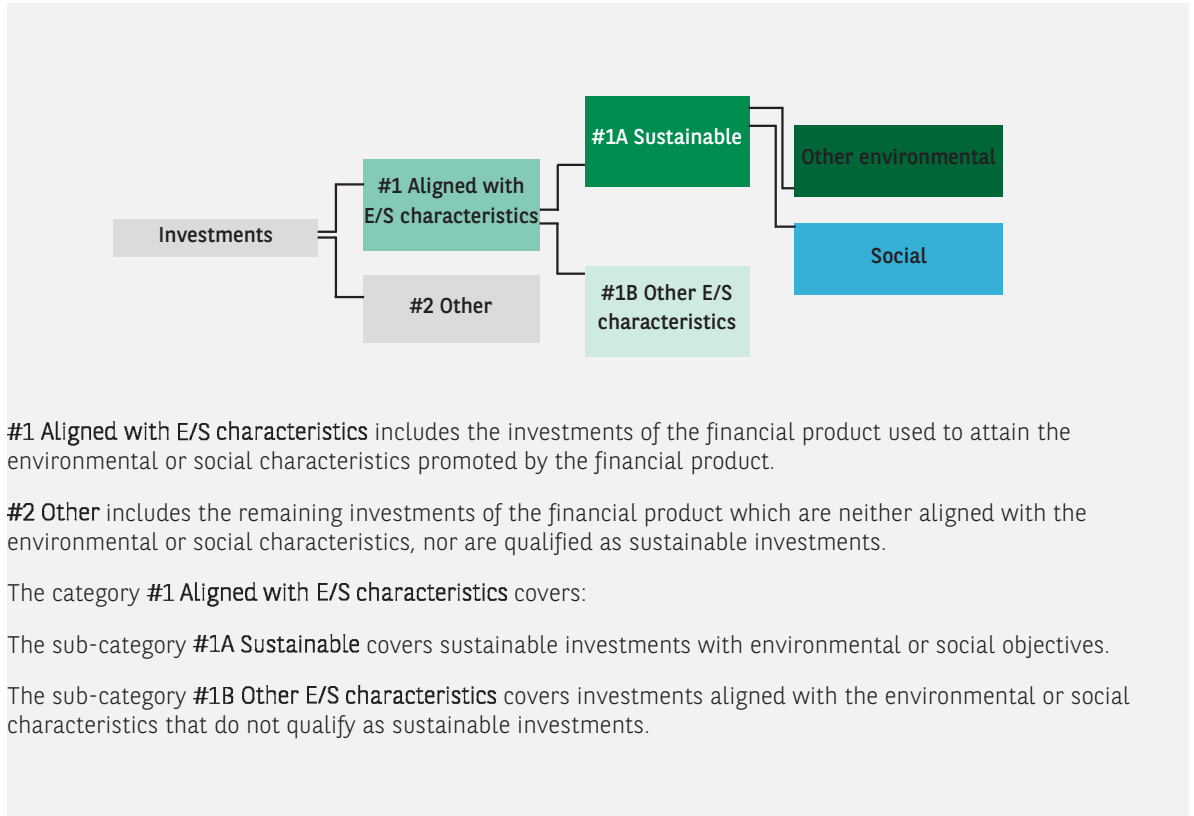 #1A Sustainable
Other environmental
#1 Aligned with
E/S characteristics
Investments
Social
#2 Other
#1B Other E/S
characteristics
#1 Aligned with E/S characteristics includes the investments of the financial product used to attain the
environmental or social characteristics promoted by the financial product.
#2 Other includes the remaining investments of the financial product which are neither aligned with the
environmental or social characteristics, nor are qualified as sustainable investments.
The category #1 Aligned with E/S characteristics covers:
The sub-category #1A Sustainable covers sustainable investments with environmental or social objectives.
The sub-category #1B Other E/S characteristics covers investments aligned with the environmental or social
characteristics that do not qualify as sustainable investments.